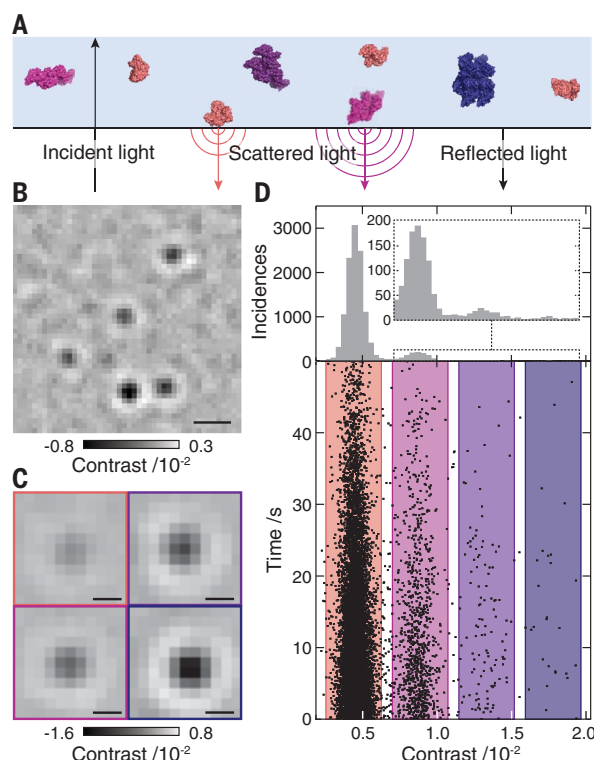 A
Incident light
Scattered light
Reflected light
B
-0.8
0.3
Contrast /10-2
C
-1.6
0.8
Contrast /10-2
D
Incidences
3000
2000
1000
0
200
150
100
50
0
Time /s
40
30
20
10
0
0.5 1.0 1.5 2.0
Contrast /10-2